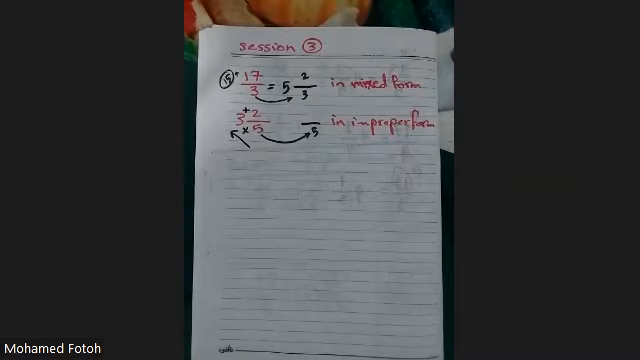 session ③
⑤ 17/3 = 5 2/3 in mixed form
3 + 2/5 × /5 in improper form
Mohamed Fotoh